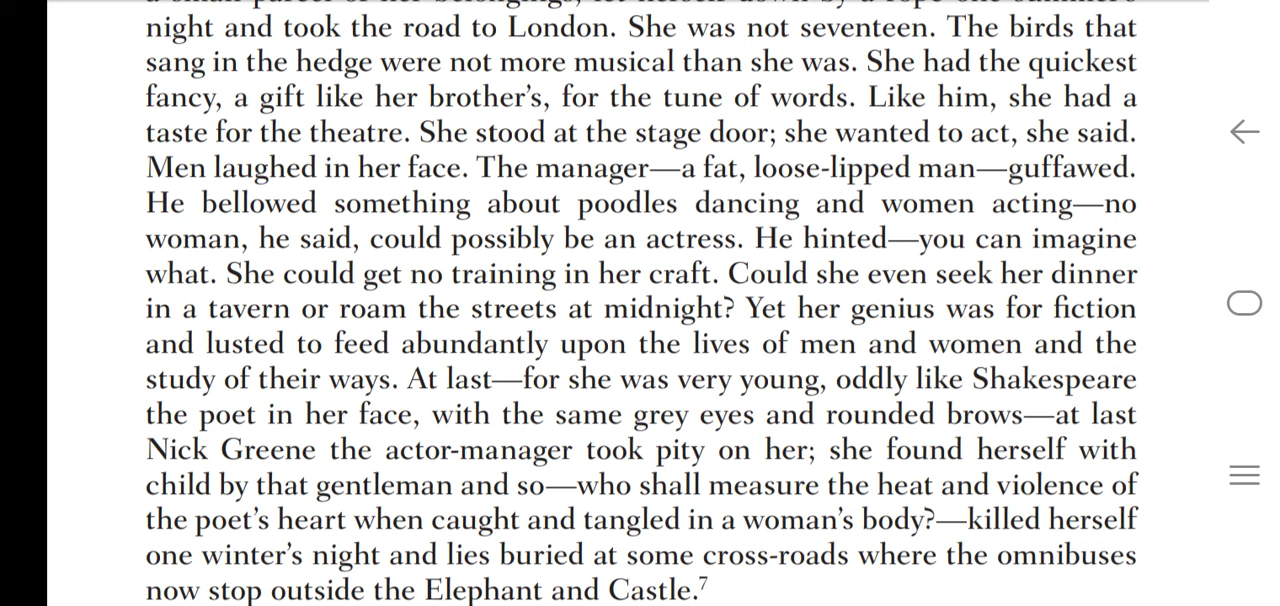 night and took the road to London. She was not seventeen. The birds that
sang in the hedge were not more musical than she was. She had the quickest
fancy, a gift like her brother’s, for the tune of words. Like him, she had a
taste for the theatre. She stood at the stage door; she wanted to act, she said.
Men laughed in her face. The manager—a fat, loose-lipped man—guffawed.
He bellowed something about poodles dancing and women acting—no
woman, he said, could possibly be an actress. He hinted—you can imagine
what. She could get no training in her craft. Could she even seek her dinner
in a tavern or roam the streets at midnight? Yet her genius was for fiction
and lusted to feed abundantly upon the lives of men and women and the
study of their ways. At last—for she was very young, oddly like Shakespeare
the poet in her face, with the same grey eyes and rounded brows—at last
Nick Greene the actor-manager took pity on her; she found herself with
child by that gentleman and so—who shall measure the heat and violence of
the poet’s heart when caught and tangled in a woman’s body?—killed herself
one winter’s night and lies buried at some cross-roads where the omnibuses
now stop outside the Elephant and Castle.⁷